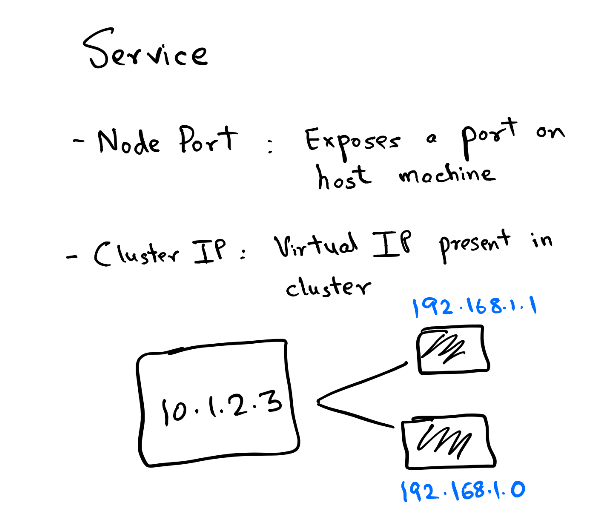 Service
- Node Port : Exposes a port on
host machine
- Cluster IP : Virtual IP present in
cluster
192.168.1.1
10.1.2.3
192.168.1.0